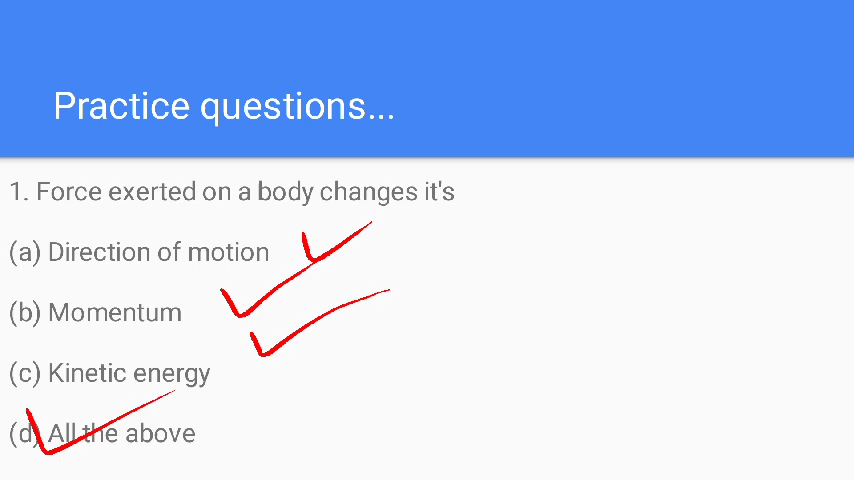 Practice questions...
1. Force exerted on a body changes it's
(a) Direction of motion
(b) Momentum
(c) Kinetic energy
(d) All the above